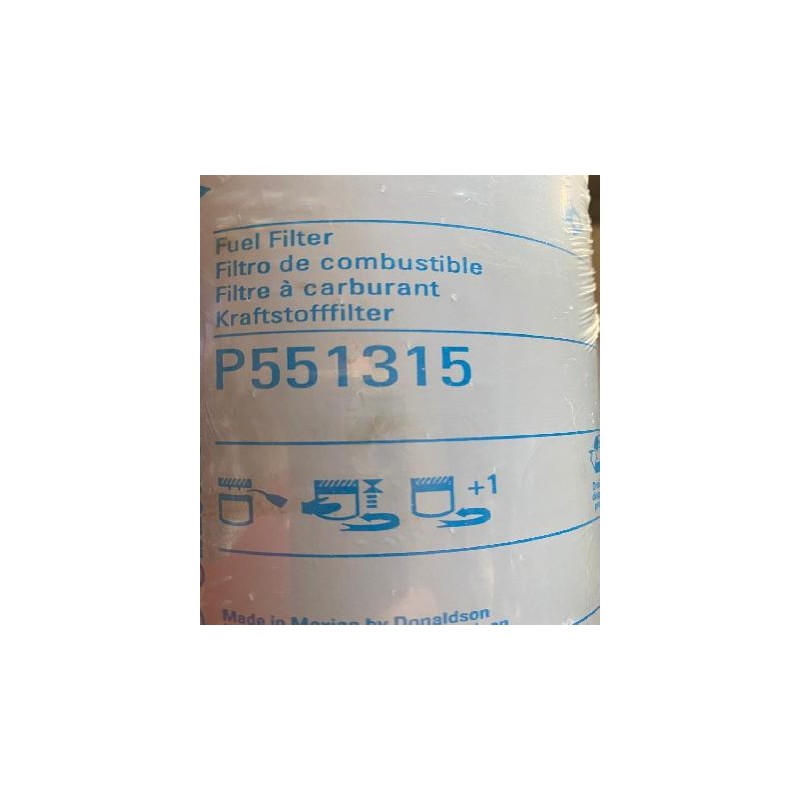 Fuel Filter
Filtro de combustible
Filtre à carburant
Kraftstofffilter
P551315
+1
Made in Mexico by Donaldson